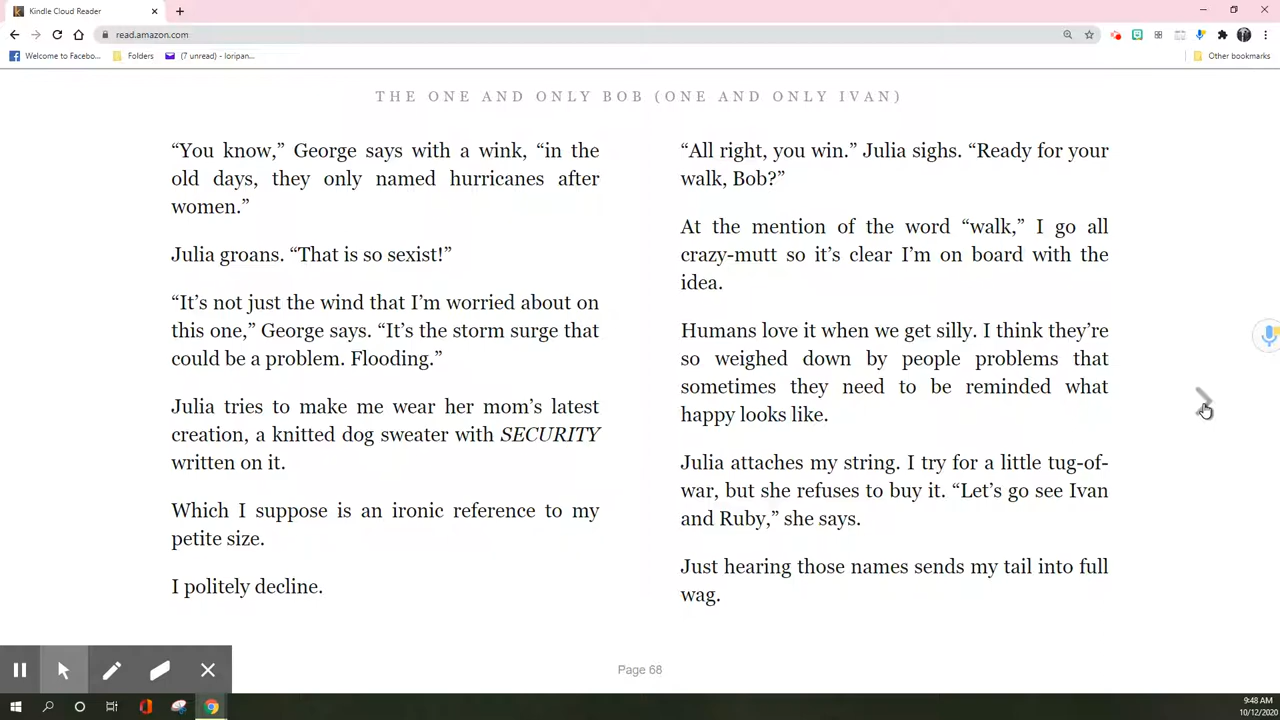 Kindle Cloud Reader
read.amazon.com
Welcome to Facebo...
Folders
(7 unread) - loripan...
Other bookmarks
THE ONE AND ONLY BOB (ONE AND ONLY IVAN)
“You know,” George says with a wink, “in the
old days, they only named hurricanes after
women.”
Julia groans. “That is so sexist!”
“It’s not just the wind that I’m worried about on
this one,” George says. “It’s the storm surge that
could be a problem. Flooding.”
Julia tries to make me wear her mom’s latest
creation, a knitted dog sweater with SECURITY
written on it.
Which I suppose is an ironic reference to my
petite size.
I politely decline.
“All right, you win.” Julia sighs. “Ready for your
walk, Bob?”
At the mention of the word “walk,” I go all
crazy-mutt so it’s clear I’m on board with the
idea.
Humans love it when we get silly. I think they’re
so weighed down by people problems that
sometimes they need to be reminded what
happy looks like.
Julia attaches my string. I try for a little tug-of-
war, but she refuses to buy it. “Let’s go see Ivan
and Ruby,” she says.
Just hearing those names sends my tail into full
wag.
Page 68
9:48 AM
10/12/2020